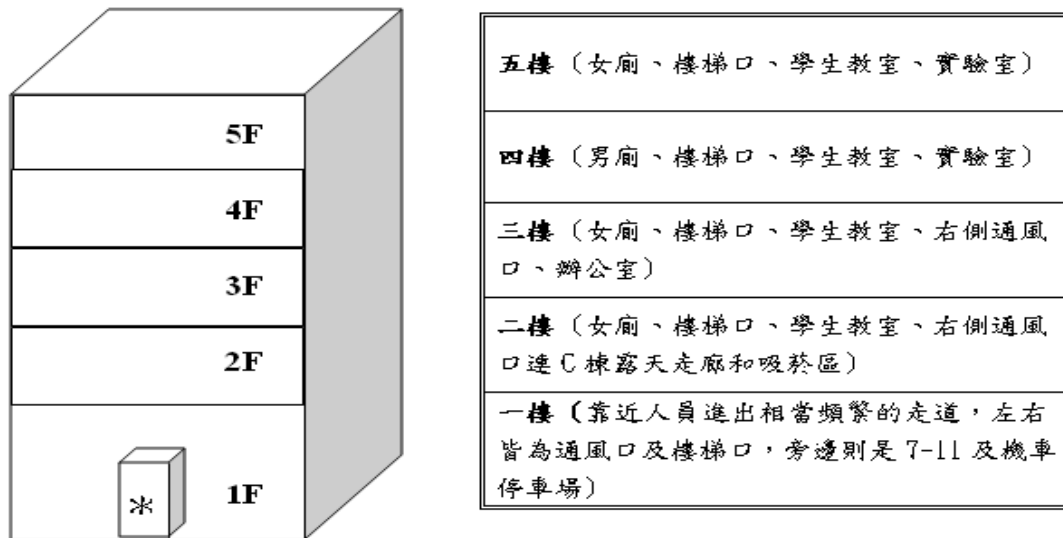 5F
4F
3F
2F
1F
*
五樓（女廁、樓梯口、學生教室、實驗室）
四樓（男廁、樓梯口、學生教室、實驗室）
三樓（女廁、樓梯口、學生教室、右側通風
口、辦公室）
二樓（女廁、樓梯口、學生教室、右側通風
口連C棟露天走廊和吸菸區）
一樓（靠近人員進出相當頻繁的走道，左右
皆為通風口及樓梯口，旁邊則是7-11及機車
停車場）